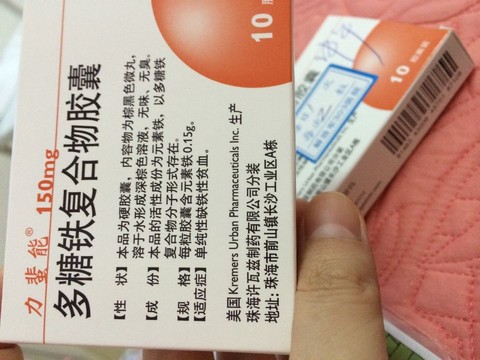 力蜚能® 150mg
多糖铁复合物胶囊
【性 状】本品为硬胶囊，内容物为棕黑色微丸，
溶于水形成深棕色溶液，无味、无臭。
【成 份】本品的活性成份为元素铁，以多糖铁
复合物分子形式存在。
【规 格】每粒胶囊含元素铁0.15g。
【适应症】单纯性缺铁性贫血。
美国Kremers Urban Pharmaceuticals Inc. 生产
珠海许瓦兹制药有限公司分装
地址: 珠海市前山镇长沙工业区A栋
10
10 胶囊装
胶囊